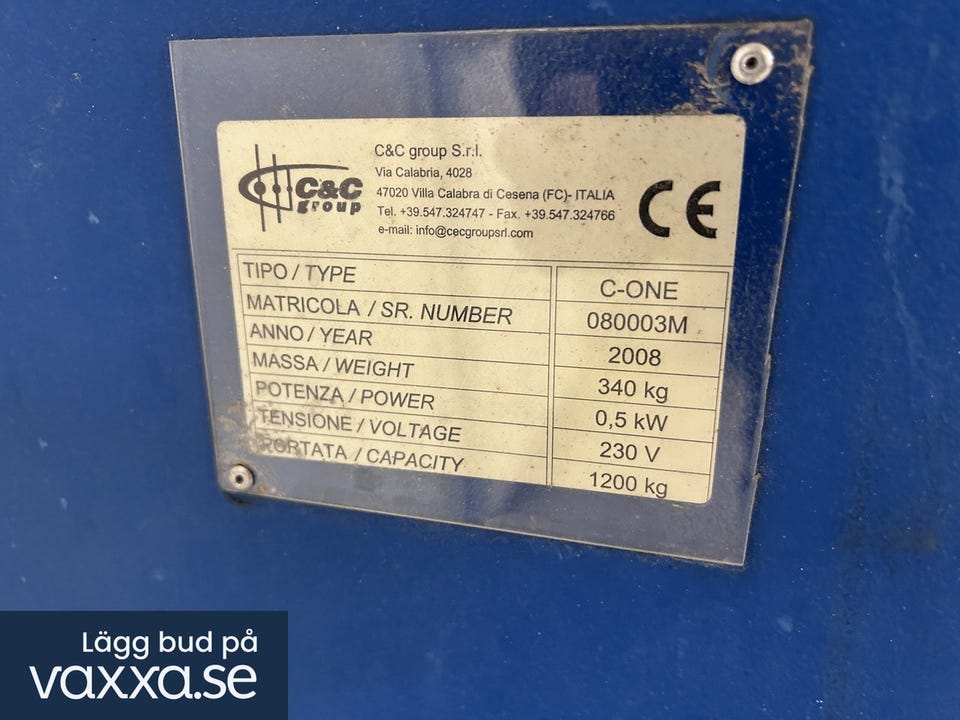 C&C group
C&C group S.r.l.
Via Calabria, 4028
47020 Villa Calabra di Cesena (FC)- ITALIA
Tel. +39.547.324747 - Fax. +39.547.324766
e-mail: info@cecgroupsrl.com
CE
TIPO / TYPE C-ONE
MATRICOLA / SR. NUMBER 080003M
ANNO / YEAR 2008
MASSA / WEIGHT 340 kg
POTENZA / POWER 0,5 kW
TENSIONE / VOLTAGE 230 V
PORTATA / CAPACITY 1200 kg
Lägg bud på
vaxxa.se